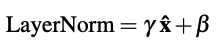 LayerNorm = γx̂ + β